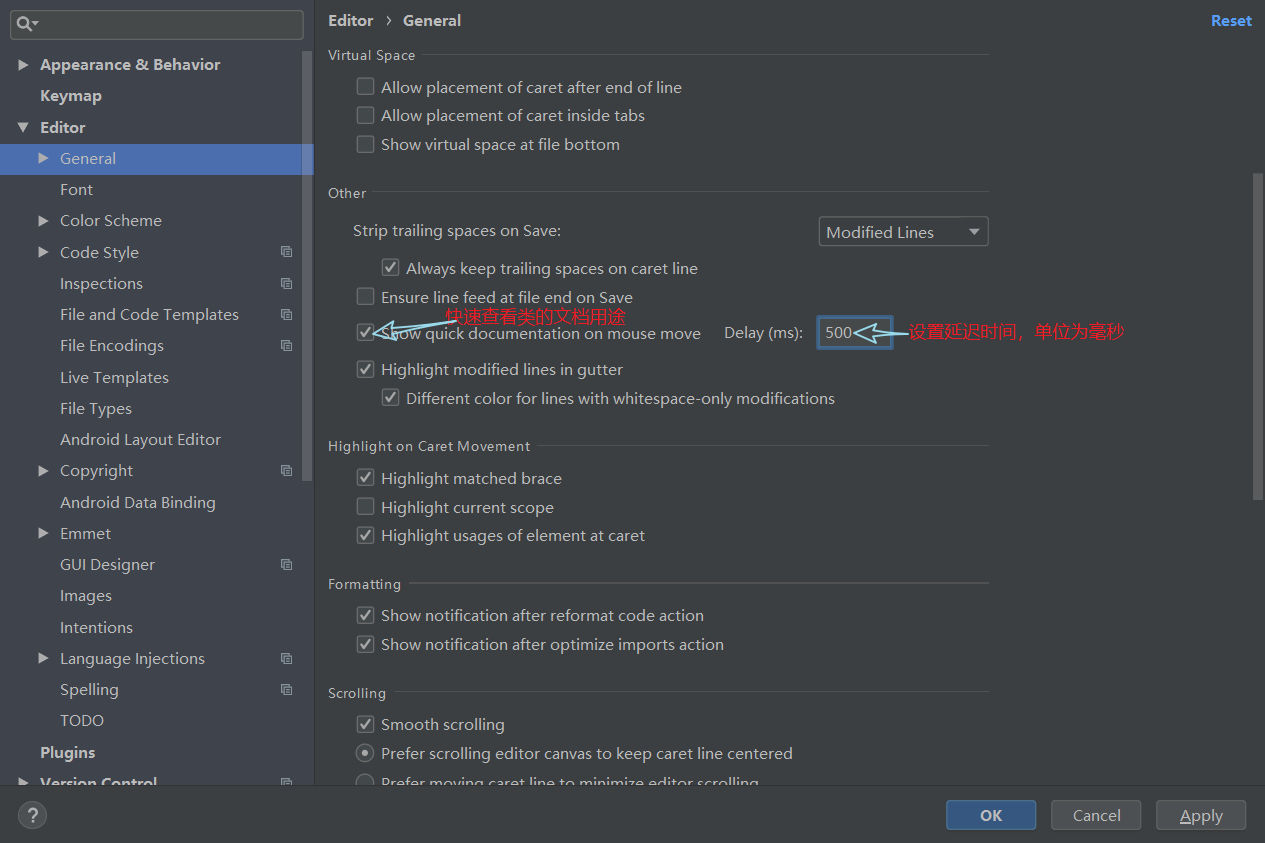 Editor › General
Reset
Appearance & Behavior
Keymap
Editor
General
Font
Color Scheme
Code Style
Inspections
File and Code Templates
File Encodings
Live Templates
File Types
Android Layout Editor
Copyright
Android Data Binding
Emmet
GUI Designer
Images
Intentions
Language Injections
Spelling
TODO
Plugins
Version Control
Virtual Space
Allow placement of caret after end of line
Allow placement of caret inside tabs
Show virtual space at file bottom
Other
Strip trailing spaces on Save: Modified Lines
Always keep trailing spaces on caret line
Ensure line feed at file end on Save
快速查看类的文档用途
Show quick documentation on mouse move Delay (ms): 500 设置延迟时间，单位为毫秒
Highlight modified lines in gutter
Different color for lines with whitespace-only modifications
Highlight on Caret Movement
Highlight matched brace
Highlight current scope
Highlight usages of element at caret
Formatting
Show notification after reformat code action
Show notification after optimize imports action
Scrolling
Smooth scrolling
Prefer scrolling editor canvas to keep caret line centered
Prefer moving caret line to minimize editor scrolling
?
OK
Cancel
Apply